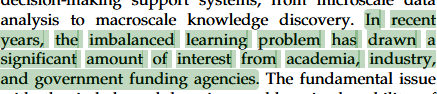 decision-making support systems, from microscale data
analysis to macroscale knowledge discovery. In recent
years, the imbalanced learning problem has drawn a
significant amount of interest from academia, industry,
and government funding agencies. The fundamental issue